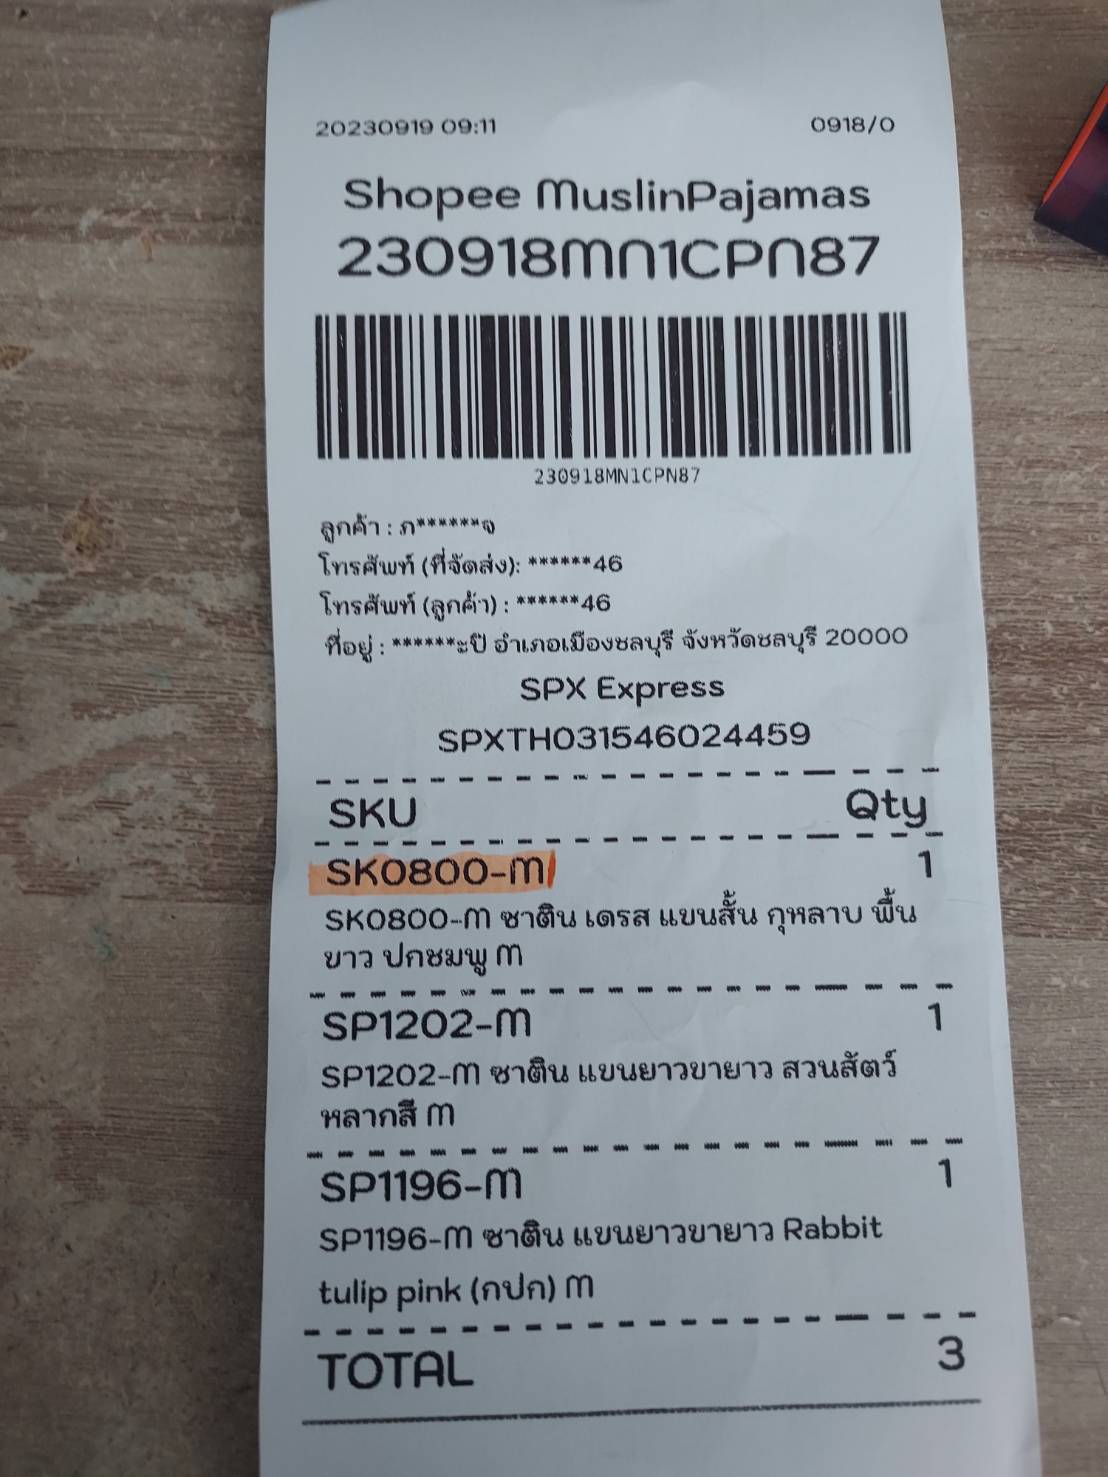 20230919 09:11 0918/0
Shopee MuslinPajamas
230918MN1CPN87
230918MN1CPN87
ลูกค้า : ภ******จ
โทรศัพท์ (ที่จัดส่ง): ******46
โทรศัพท์ (ลูกค้า) : ******46
ที่อยู่ : ******ะป๊ อำเภอเมืองชลบุรี จังหวัดชลบุรี 20000
SPX Express
SPXTH031546024459
SKU Qty
SK0800-M 1
SK0800-M ซาติน เดรส แขนสั้น กุหลาบ พื้น
ขาว ปกชมพู M
SP1202-M 1
SP1202-M ซาติน แขนยาวขายาว สวนสัตว์
หลากสี M
SP1196-M 1
SP1196-M ซาติน แขนยาวขายาว Rabbit
tulip pink (กปก) M
TOTAL 3